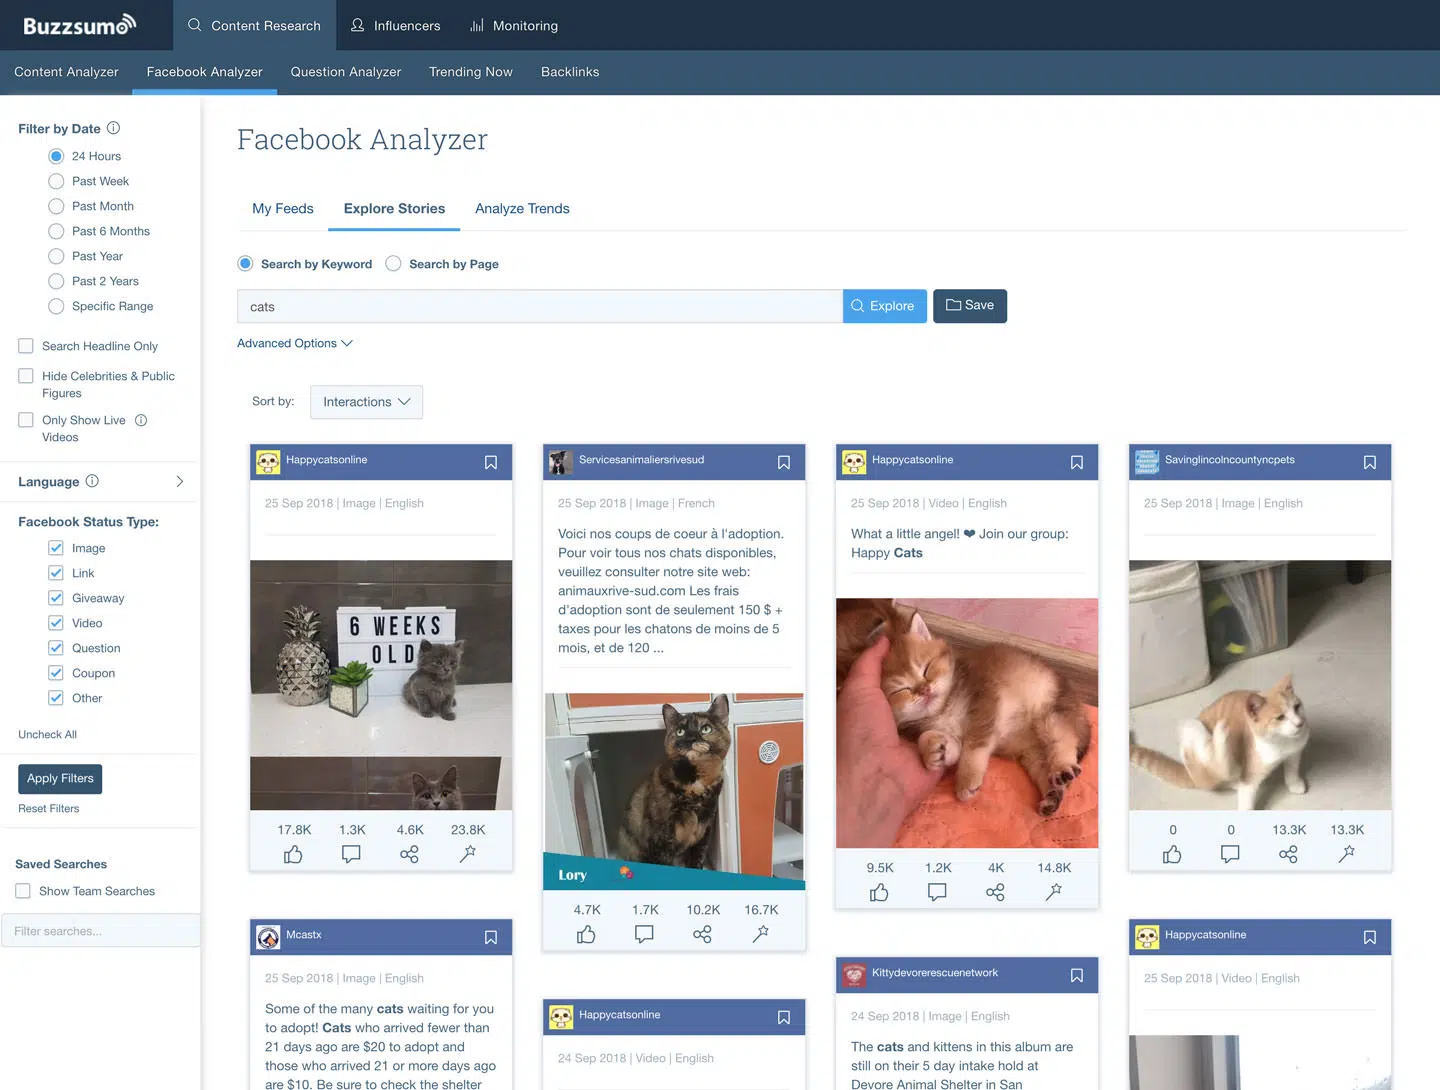 Buzzsumo
Content Research
Influencers
Monitoring
Content Analyzer
Facebook Analyzer
Question Analyzer
Trending Now
Backlinks
Filter by Date
24 Hours
Past Week
Past Month
Past 6 Months
Past Year
Past 2 Years
Specific Range
Search Headline Only
Hide Celebrities & Public
Figures
Only Show Live
Videos
Language
Facebook Status Type:
Image
Link
Giveaway
Video
Question
Coupon
Other
Uncheck All
Apply Filters
Reset Filters
Saved Searches
Show Team Searches
Filter searches...
Facebook Analyzer
My Feeds
Explore Stories
Analyze Trends
Search by Keyword
Search by Page
cats
Explore
Save
Advanced Options
Sort by:
Interactions
Happycatsonline
25 Sep 2018 | Image | English
6 WEEKS
OLD
17.8K 1.3K 4.6K 23.8K
Servicesanimaliersrivesud
25 Sep 2018 | Image | French
Voici nos coups de coeur à l'adoption.
Pour voir tous nos chats disponibles,
veuillez consulter notre site web:
animauxrive-sud.com Les frais
d'adoption sont de seulement 150 $ +
taxes pour les chatons de moins de 5
mois, et de 120 ...
Lory
4.7K 1.7K 10.2K 16.7K
Happycatsonline
25 Sep 2018 | Video | English
What a little angel! ❤ Join our group:
Happy Cats
9.5K 1.2K 4K 14.8K
Savinglincolncountyncpets
25 Sep 2018 | Image | English
0 0 13.3K 13.3K
Mcastx
25 Sep 2018 | Image | English
Some of the many cats waiting for you
to adopt! Cats who arrived fewer than
21 days ago are $20 to adopt and
those who arrived 21 or more days ago
are $10. Be sure to check the shelter
Happycatsonline
24 Sep 2018 | Video | English
Kittydevorerescuenetwork
24 Sep 2018 | Image | English
The cats and kittens in this album are
still on their 5 day intake hold at
Devore Animal Shelter in San
Happycatsonline
25 Sep 2018 | Video | English